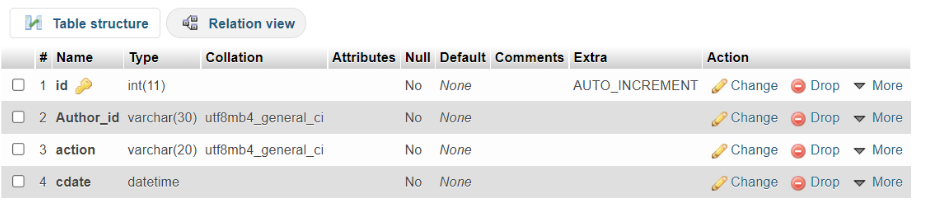 Table structure Relation view
# Name Type Collation Attributes Null Default Comments Extra Action
1 id int(11) No None AUTO_INCREMENT Change Drop More
2 Author_id varchar(30) utf8mb4_general_ci No None Change Drop More
3 action varchar(20) utf8mb4_general_ci No None Change Drop More
4 cdate datetime No None Change Drop More